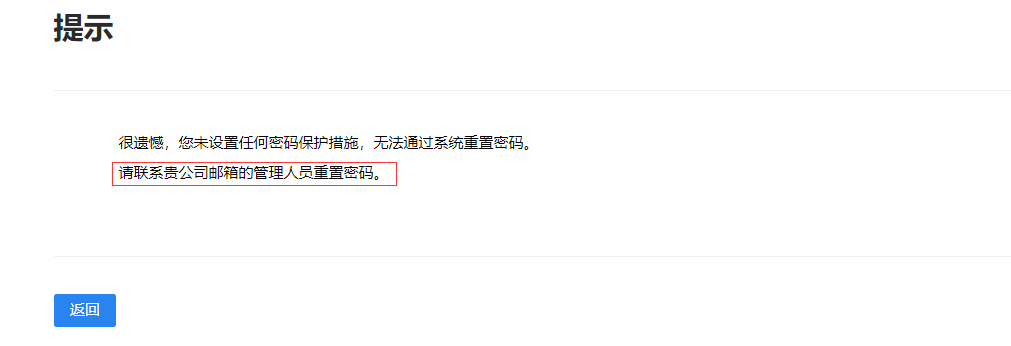 提示
很遗憾，您未设置任何密码保护措施，无法通过系统重置密码。
请联系贵公司邮箱的管理人员重置密码。
返回